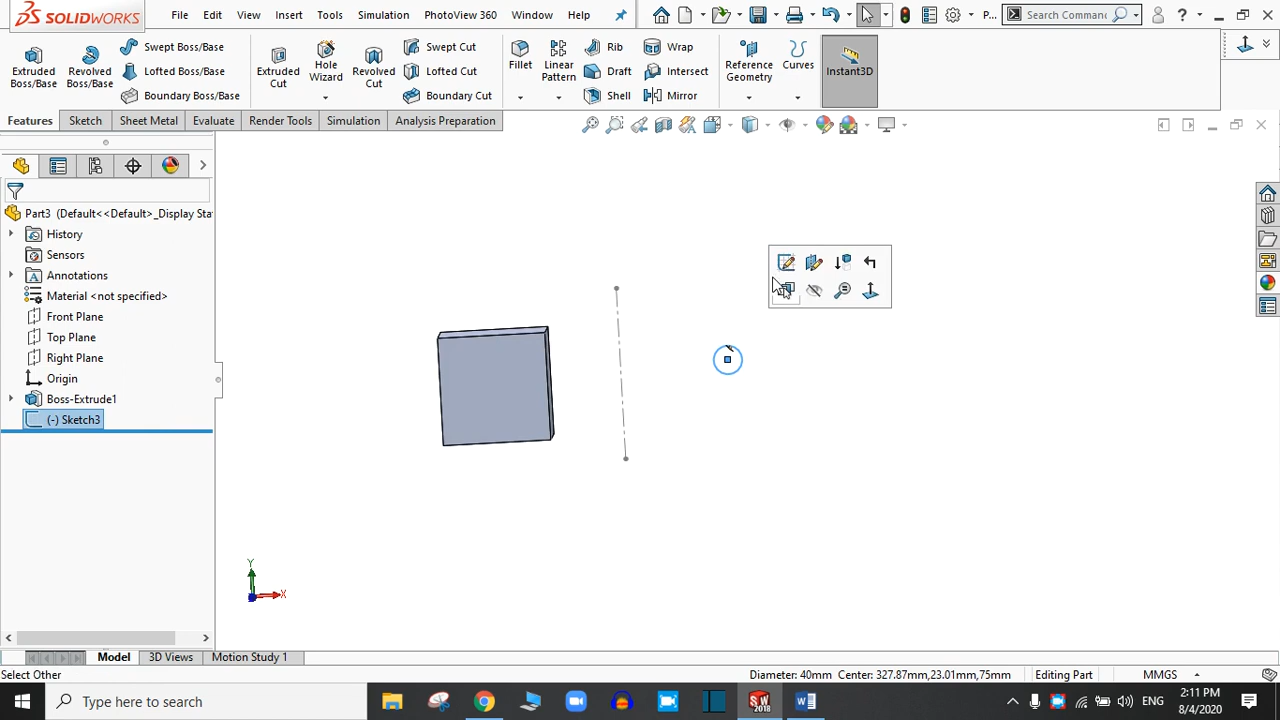 SOLIDWORKS File Edit View Insert Tools Simulation PhotoView 360 Window Help P... Search Command
Extruded Boss/Base
Revolved Boss/Base
Swept Boss/Base
Lofted Boss/Base
Boundary Boss/Base
Extruded Cut
Hole Wizard
Revolved Cut
Swept Cut
Lofted Cut
Boundary Cut
Fillet
Linear Pattern
Rib
Draft
Shell
Wrap
Intersect
Mirror
Reference Geometry
Curves
Instant3D
Features Sketch Sheet Metal Evaluate Render Tools Simulation Analysis Preparation
Part3 (Default<<Default>_Display Sta
History
Sensors
Annotations
Material <not specified>
Front Plane
Top Plane
Right Plane
Origin
Boss-Extrude1
(-) Sketch3
Y
X
Model 3D Views Motion Study 1
Select Other Diameter: 40mm Center: 327.87mm,23.01mm,75mm Editing Part MMGS
Type here to search
ENG
2:11 PM
8/4/2020